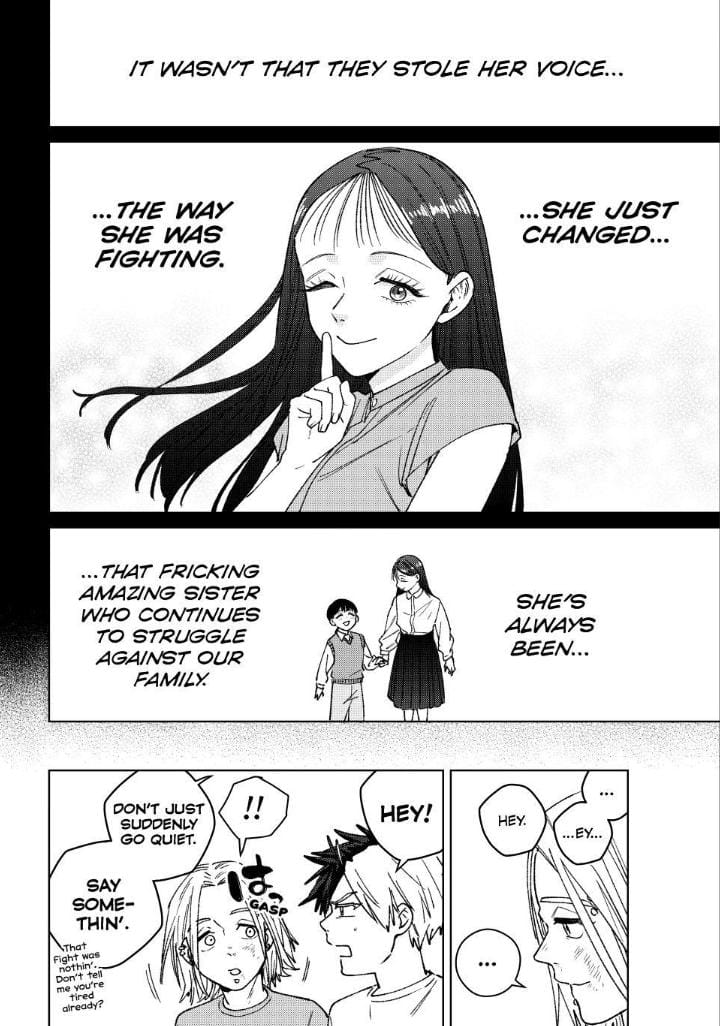 IT WASN'T THAT THEY STOLE HER VOICE...
...SHE JUST
CHANGED...
...THE WAY
SHE WAS
FIGHTING.
SHE'S
ALWAYS
BEEN...
...THAT FRICKING
AMAZING SISTER
WHO CONTINUES
TO STRUGGLE
AGAINST OUR
FAMILY.
...
...EY...
HEY.
...
HEY!
!!
はっ
GASP
DON'T JUST
SUDDENLY
GO QUIET.
SAY
SOME-
THIN'.
That
fight was
nothin'.
Don't tell
me you're
tired
already?